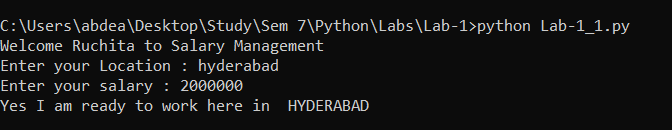 C:\Users\abdea\Desktop\Study\Sem 7\Python\Labs\Lab-1>python Lab-1_1.py
Welcome Ruchita to Salary Management
Enter your Location : hyderabad
Enter your salary : 2000000
Yes I am ready to work here in  HYDERABAD